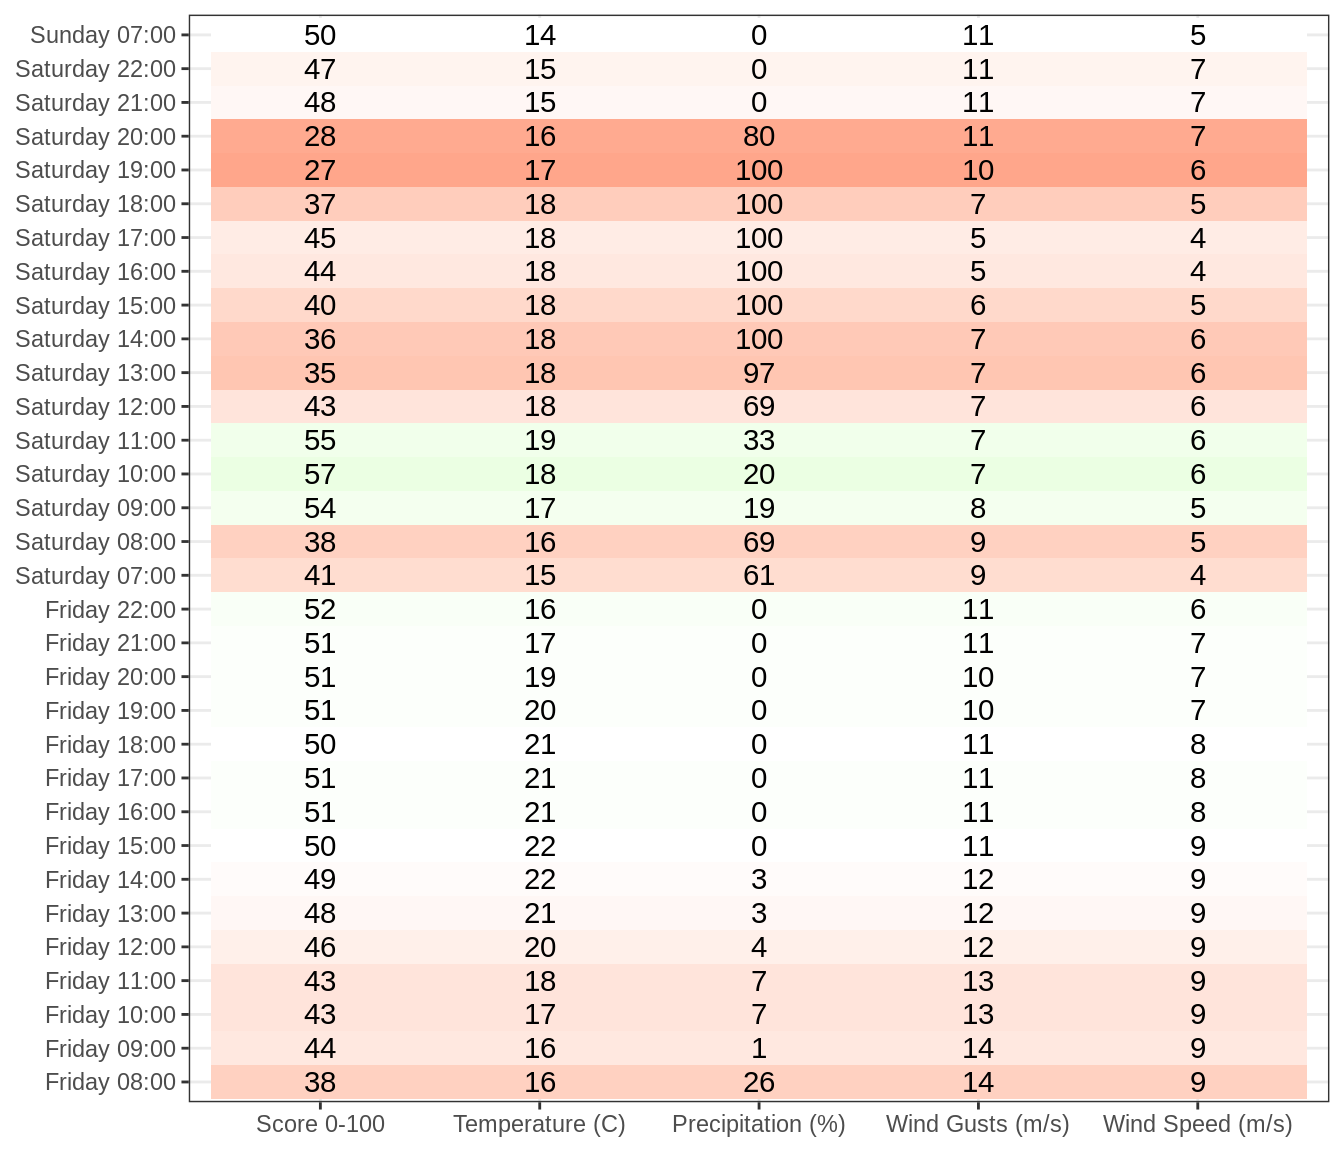 Sunday 07:00 50 14 0 11 5
Saturday 22:00 47 15 0 11 7
Saturday 21:00 48 15 0 11 7
Saturday 20:00 28 16 80 11 7
Saturday 19:00 27 17 100 10 6
Saturday 18:00 37 18 100 7 5
Saturday 17:00 45 18 100 5 4
Saturday 16:00 44 18 100 5 4
Saturday 15:00 40 18 100 6 5
Saturday 14:00 36 18 100 7 6
Saturday 13:00 35 18 97 7 6
Saturday 12:00 43 18 69 7 6
Saturday 11:00 55 19 33 7 6
Saturday 10:00 57 18 20 7 6
Saturday 09:00 54 17 19 8 5
Saturday 08:00 38 16 69 9 5
Saturday 07:00 41 15 61 9 4
Friday 22:00 52 16 0 11 6
Friday 21:00 51 17 0 11 7
Friday 20:00 51 19 0 10 7
Friday 19:00 51 20 0 10 7
Friday 18:00 50 21 0 11 8
Friday 17:00 51 21 0 11 8
Friday 16:00 51 21 0 11 8
Friday 15:00 50 22 0 11 9
Friday 14:00 49 22 3 12 9
Friday 13:00 48 21 3 12 9
Friday 12:00 46 20 4 12 9
Friday 11:00 43 18 7 13 9
Friday 10:00 43 17 7 13 9
Friday 09:00 44 16 1 14 9
Friday 08:00 38 16 26 14 9
Score 0-100 Temperature (C) Precipitation (%) Wind Gusts (m/s) Wind Speed (m/s)